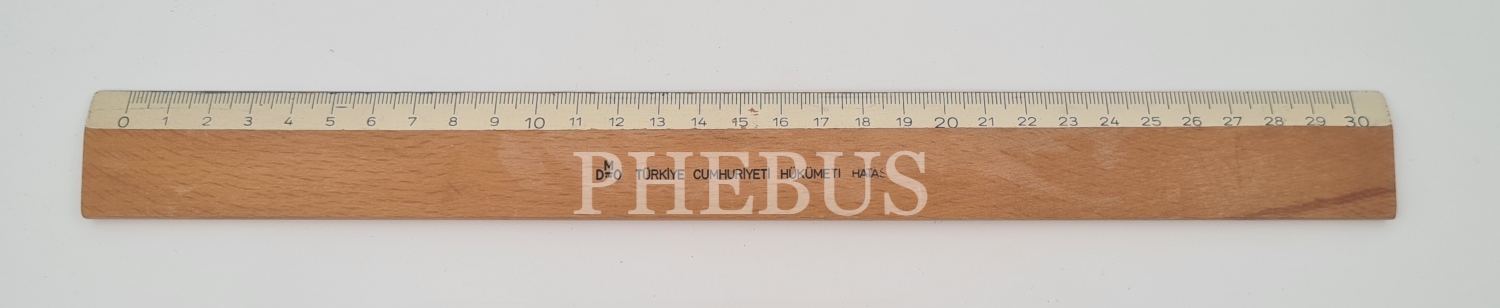 0 1 2 3 4 5 6 7 8 9 10 11 12 13 14 15 16 17 18 19 20 21 22 23 24 25 26 27 28 29 30
M
D=O TÜRKİYE CUMHURİYETİ HÜKÜMETİ HATAS
PHEBUS